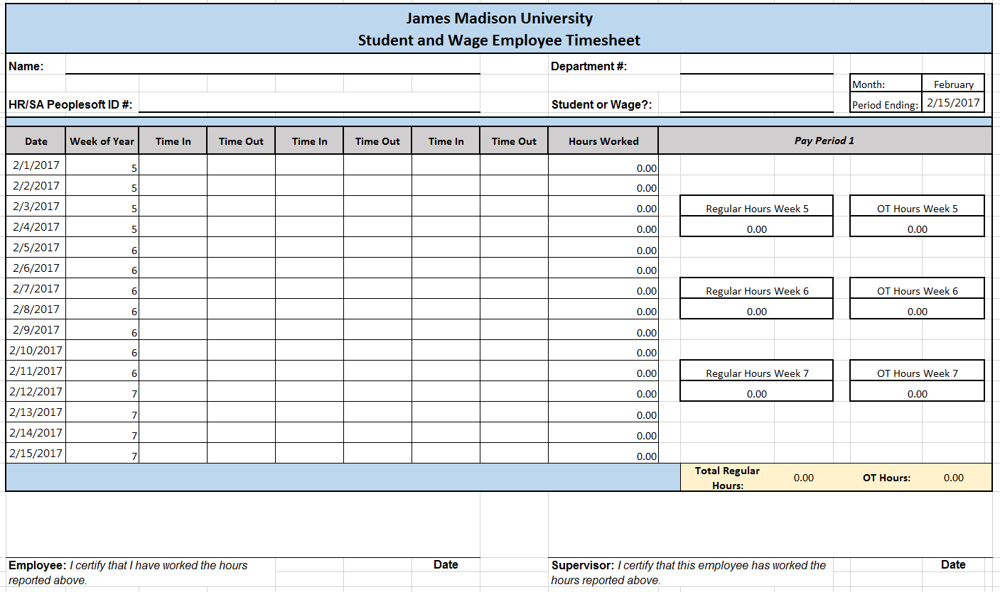 James Madison University
Student and Wage Employee Timesheet
Name: Department #:
Month: February
HR/SA Peoplesoft ID #: Student or Wage?: Period Ending: 2/15/2017
Date Week of Year Time In Time Out Time In Time Out Time In Time Out Hours Worked Pay Period 1
2/1/2017 5 0.00
2/2/2017 5 0.00
2/3/2017 5 0.00 Regular Hours Week 5 OT Hours Week 5
2/4/2017 5 0.00 0.00 0.00
2/5/2017 6 0.00
2/6/2017 6 0.00
2/7/2017 6 0.00 Regular Hours Week 6 OT Hours Week 6
2/8/2017 6 0.00 0.00 0.00
2/9/2017 6 0.00
2/10/2017 6 0.00
2/11/2017 6 0.00 Regular Hours Week 7 OT Hours Week 7
2/12/2017 7 0.00 0.00 0.00
2/13/2017 7 0.00
2/14/2017 7 0.00
2/15/2017 7 0.00
Total Regular
Hours: 0.00 OT Hours: 0.00
Employee: I certify that I have worked the hours
reported above.
Date
Supervisor: I certify that this employee has worked the
hours reported above.
Date